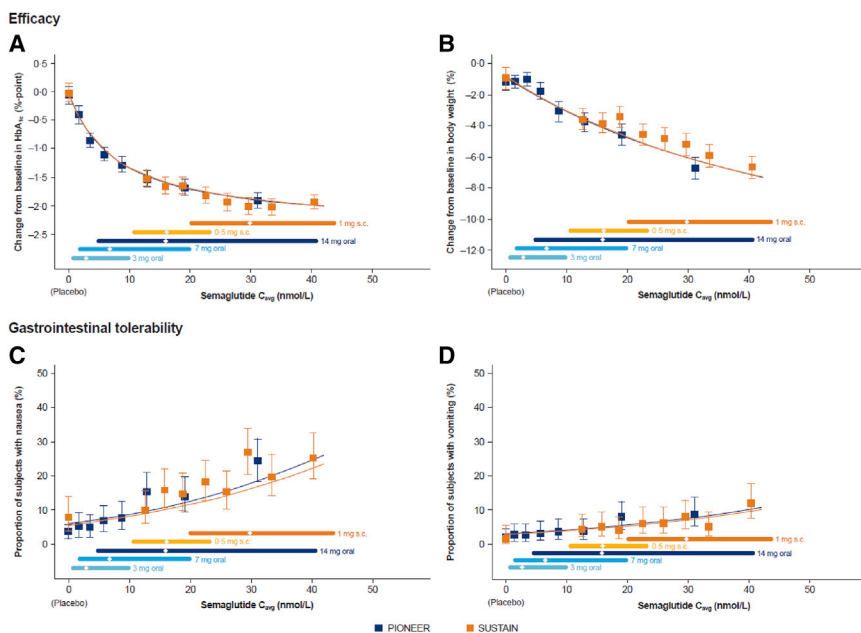 Efficacy
A
Change from baseline in HbA1c (%-point)
0·5
0·0
−0·5
−1·0
−1·5
−2·0
−2·5
1 mg s.c.
0·5 mg s.c.
14 mg oral
7 mg oral
3 mg oral
0 10 20 30 40 50
(Placebo) Semaglutide Cavg (nmol/L)
B
Change from baseline in body weight (%)
0·0
−2·0
−4·0
−6·0
−8·0
−10·0
−12·0
1 mg s.c.
0·5 mg s.c.
14 mg oral
7 mg oral
3 mg oral
0 10 20 30 40 50
(Placebo) Semaglutide Cavg (nmol/L)
Gastrointestinal tolerability
C
Proportion of subjects with nausea (%)
50
40
30
20
10
0
1 mg s.c.
0·5 mg s.c.
14 mg oral
7 mg oral
3 mg oral
0 10 20 30 40 50
(Placebo) Semaglutide Cavg (nmol/L)
D
Proportion of subjects with vomiting (%)
50
40
30
20
10
0
1 mg s.c.
0·5 mg s.c.
14 mg oral
7 mg oral
3 mg oral
0 10 20 30 40 50
(Placebo) Semaglutide Cavg (nmol/L)
PIONEER SUSTAIN